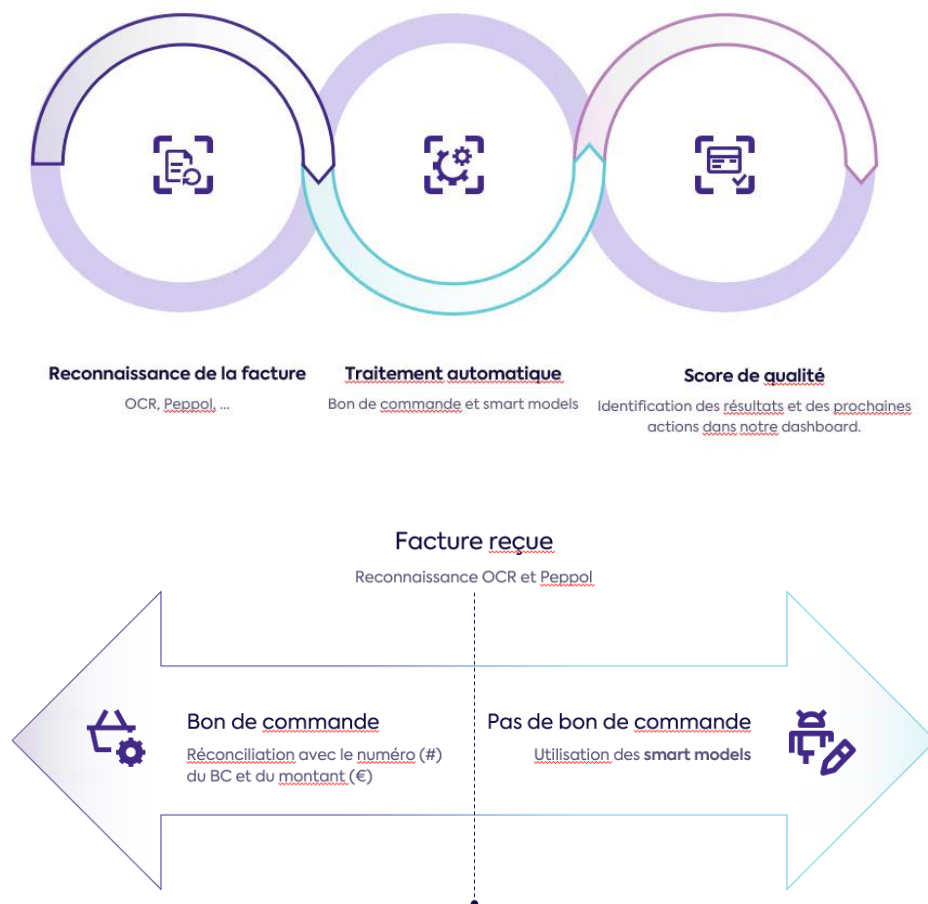 Reconnaissance de la facture
OCR, Peppol, ...
Traitement automatique
Bon de commande et smart models
Score de qualité
Identification des résultats et des prochaines
actions dans notre dashboard.
Facture reçue
Reconnaissance OCR et Peppol
Bon de commande
Réconciliation avec le numéro (#)
du BC et du montant (€)
Pas de bon de commande
Utilisation des smart models